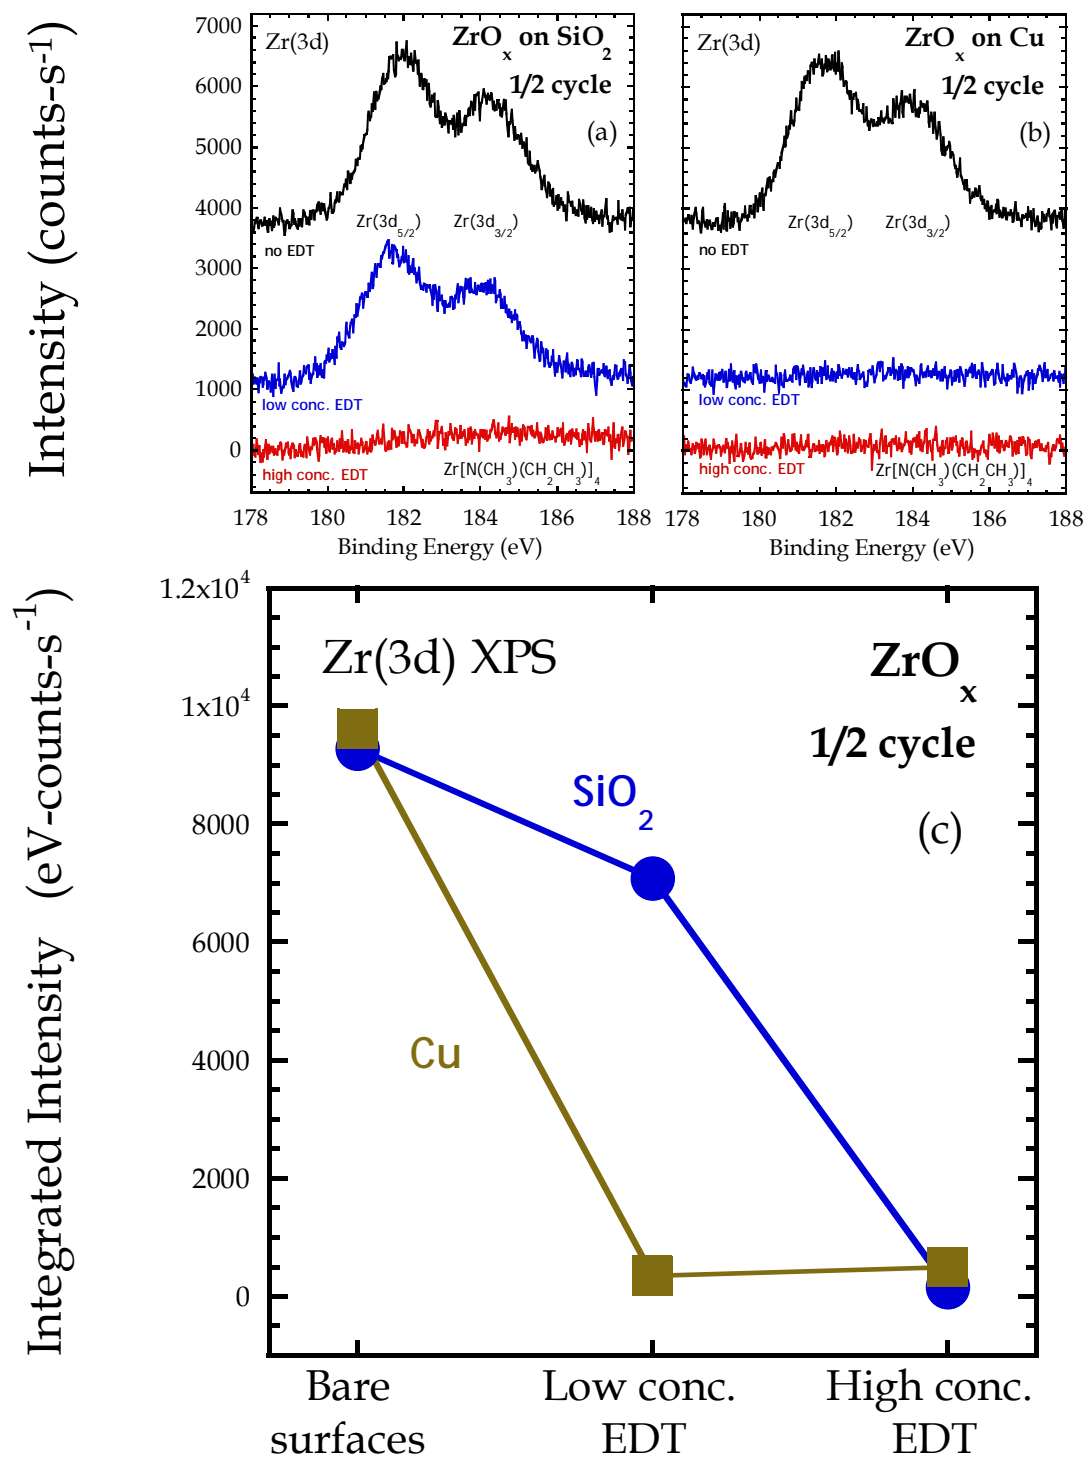 Intensity (counts-s⁻¹)
7000
6000
5000
4000
3000
2000
1000
0
Zr(3d)
ZrOₓ on SiO₂
1/2 cycle
(a)
Zr(3d₅/₂)
Zr(3d₃/₂)
no EDT
low conc. EDT
high conc. EDT
Zr[N(CH₃)(CH₂CH₃)]₄
178 180 182 184 186 188
Binding Energy (eV)
Zr(3d)
ZrOₓ on Cu
1/2 cycle
(b)
Zr(3d₅/₂)
Zr(3d₃/₂)
no EDT
low conc. EDT
high conc. EDT
Zr[N(CH₃)(CH₂CH₃)]₄
178 180 182 184 186 188
Binding Energy (eV)
Integrated Intensity (eV-counts-s⁻¹)
1.2x10⁴
1x10⁴
8000
6000
4000
2000
0
Zr(3d) XPS
ZrOₓ
1/2 cycle
(c)
SiO₂
Cu
Bare
surfaces
Low conc.
EDT
High conc.
EDT